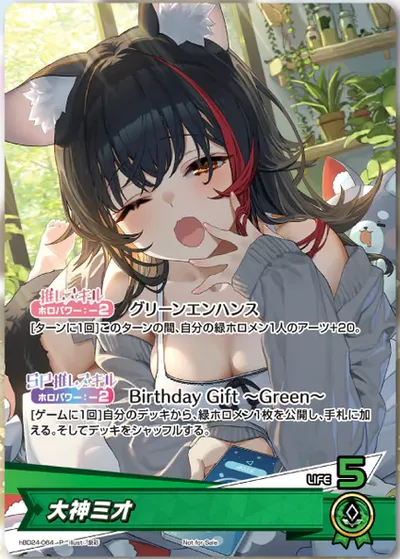 推しスキル
ホロパワー：－2
グリーンエンハンス
[ターンに1回]このターンの間、自分の緑ホロメン1人のアーツ+20。
SP推しスキル
ホロパワー：－2
Birthday Gift ～Green～
[ゲームに1回]自分のデッキから、緑ホロメン1枚を公開し、手札に加
える。そしてデッキをシャッフルする。
LIFE 5
大神ミオ
hBD24-064 P Illust.
Not for Sale